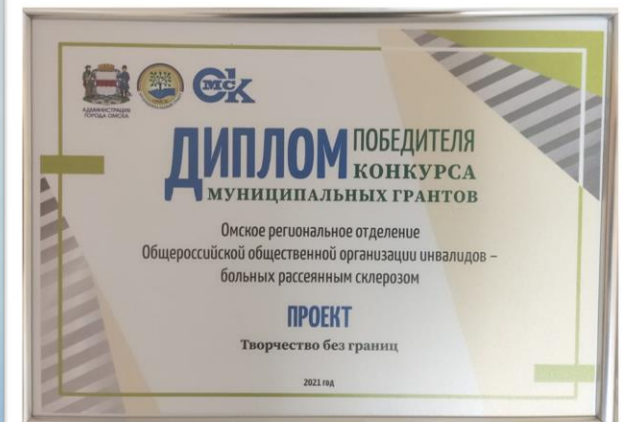 АДМИНИСТРАЦИЯ
ГОРОДА ОМСКА
ОМСК
ДИПЛОМ ПОБЕДИТЕЛЯ
КОНКУРСА
МУНИЦИПАЛЬНЫХ ГРАНТОВ
Омское региональное отделение
Общероссийской общественной организации инвалидов –
больных рассеянным склерозом
ПРОЕКТ
Творчество без границ
2021 год